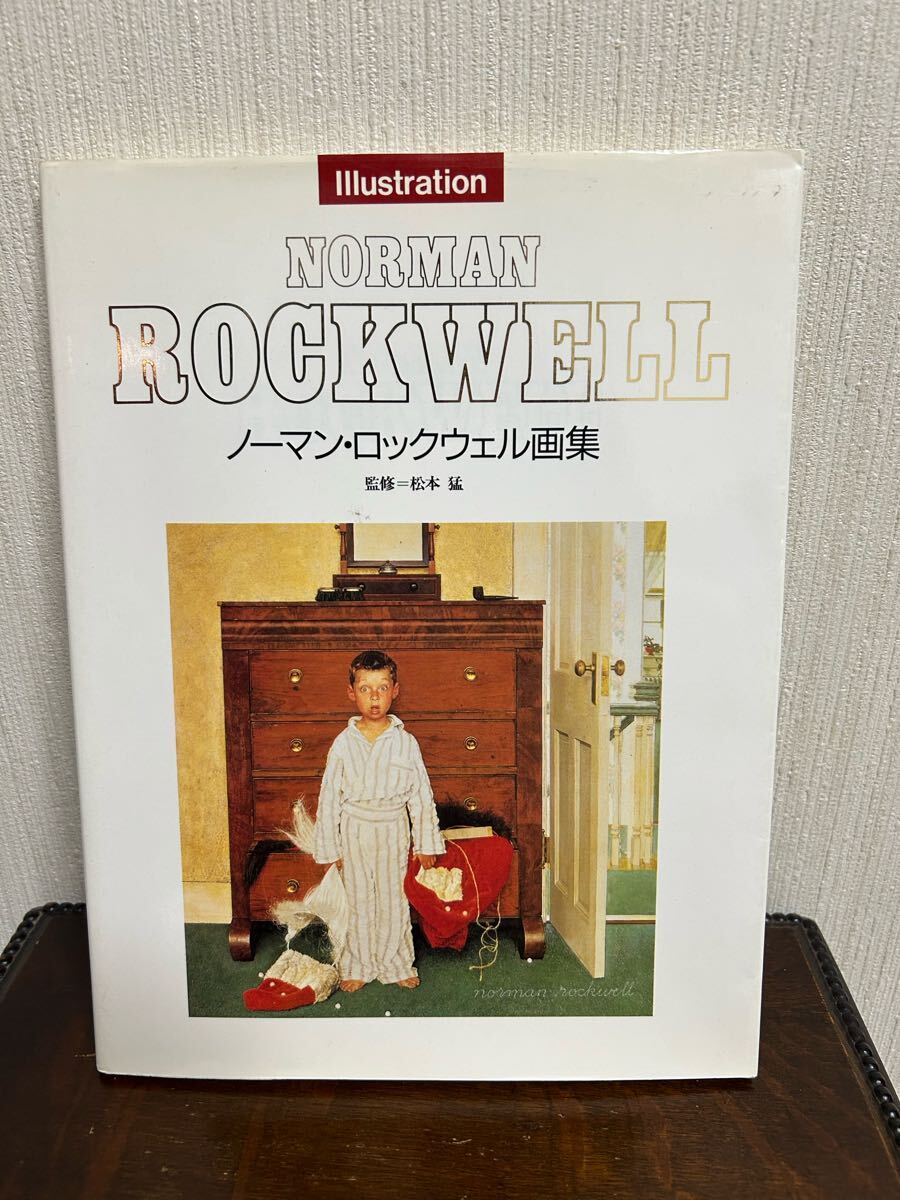 Illustration
NORMAN
ROCKWELL
ノーマン・ロックウェル画集
監修=松本 猛
norman rockwell